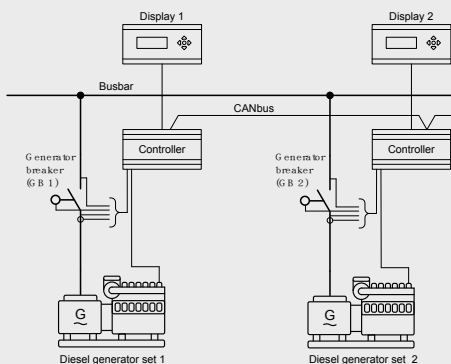 Display 1
Display 2
Busbar
CANbus
Controller
Controller
Generator
breaker
(GB 1)
Generator
breaker
(GB 2)
G
~
G
~
Diesel generator set 1
Diesel generator set 2